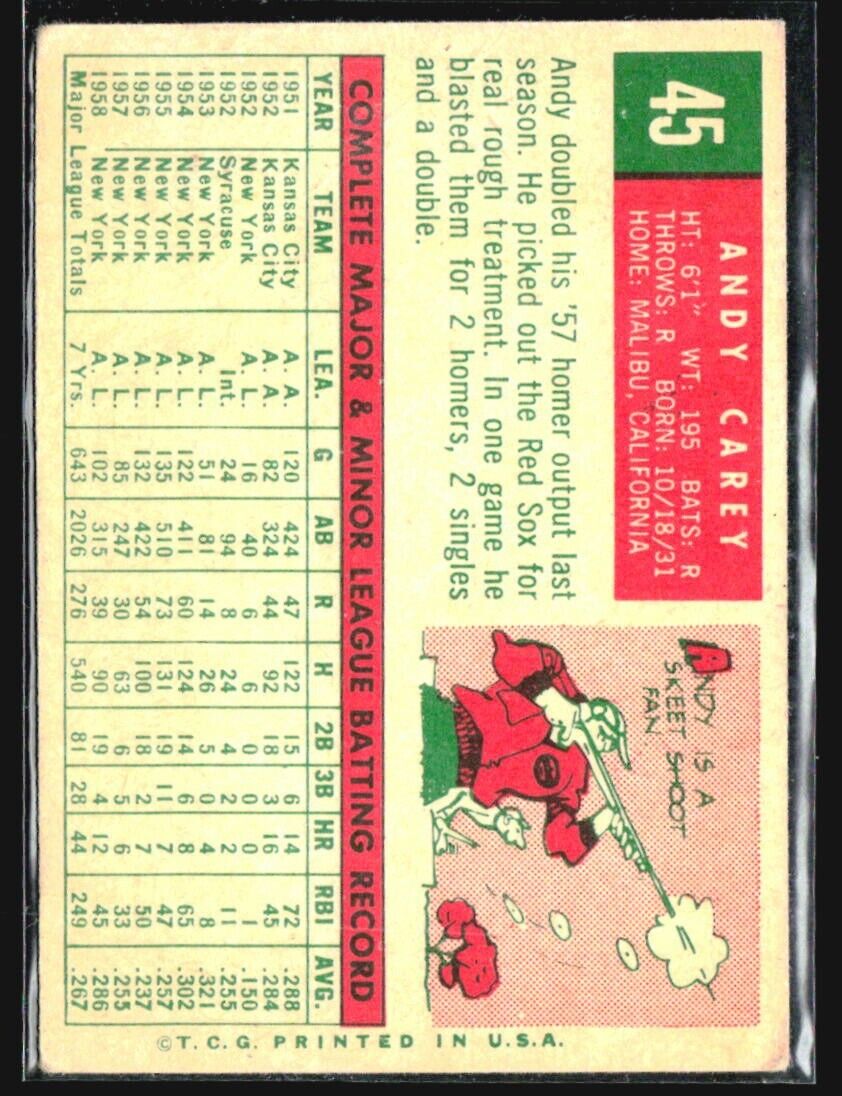 45
ANDY CAREY
HT: 6'1" WT: 195 BATS: R
THROWS: R BORN: 10/18/31
HOME: MALIBU, CALIFORNIA
Andy doubled his '57 homer output last
season. He picked out the Red Sox for
real rough treatment. In one game he
blasted them for 2 homers, 2 singles
and a double.
ANDY IS A
SKEET SHOOT
FAN.
COMPLETE MAJOR & MINOR LEAGUE BATTING RECORD
YEAR TEAM LEA. G AB R H 2B 3B HR RBI AVG.
1951 Kansas City A. A. 120 424 47 122 15 6 14 72 .288
1952 Kansas City A. A. 82 324 44 92 18 3 16 45 .284
1952 New York A. L. 16 40 6 6 0 0 0 1 .150
1952 Syracuse Int. 24 94 8 24 4 2 2 11 .255
1953 New York A. L. 51 81 14 26 5 0 4 8 .321
1954 New York A. L. 122 411 60 124 14 6 8 65 .302
1955 New York A. L. 135 510 73 131 19 11 7 47 .257
1956 New York A. L. 132 422 54 100 18 2 7 50 .237
1957 New York A. L. 85 247 30 63 6 5 6 33 .255
1958 New York A. L. 102 315 39 90 19 4 12 45 .286
Major League Totals 7 Yrs. 643 2026 276 540 81 28 44 249 .267
©T.C.G. PRINTED IN U.S.A.